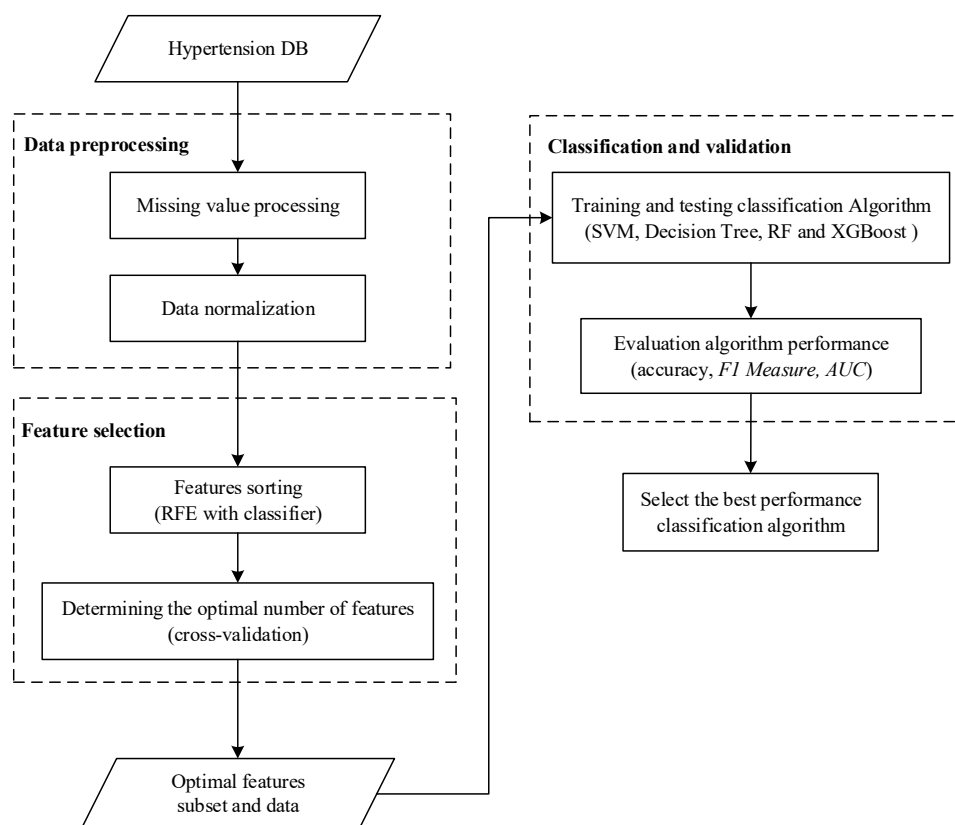 Hypertension DB
Data preprocessing
Missing value processing
Data normalization
Feature selection
Features sorting
(RFE with classifier)
Determining the optimal number of features
(cross-validation)
Optimal features
subset and data
Classification and validation
Training and testing classification Algorithm
(SVM, Decision Tree, RF and XGBoost )
Evaluation algorithm performance
(accuracy, F1 Measure, AUC)
Select the best performance
classification algorithm